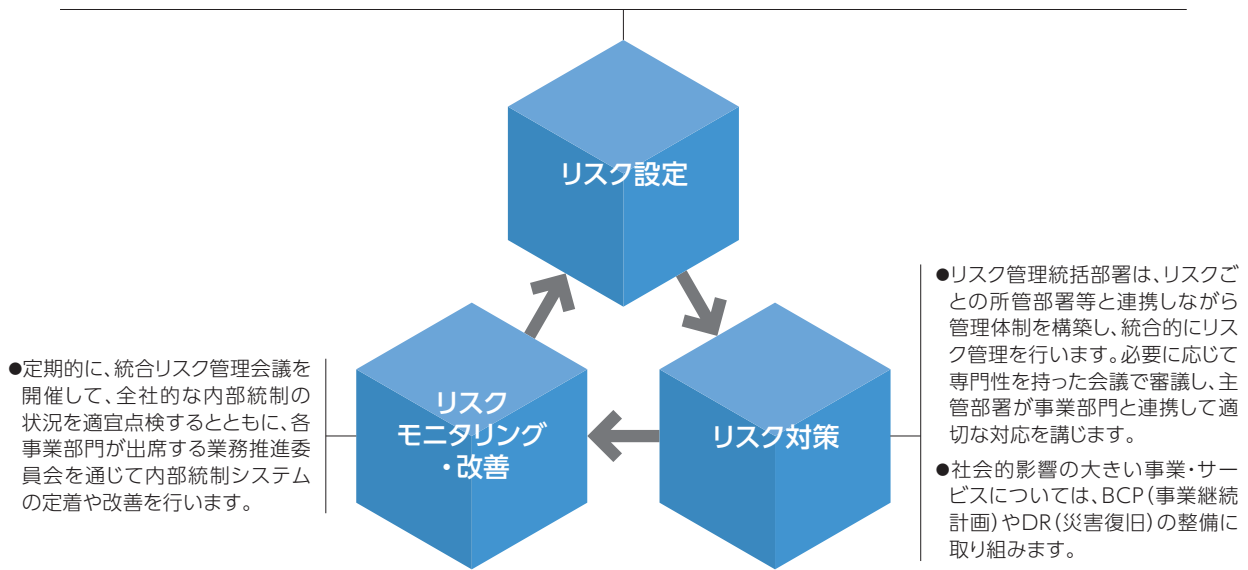 リスク設定
●定期的に、統合リスク管理会議を
開催して、全社的な内部統制の
状況を適宜点検するとともに、各
事業部門が出席する業務推進委
員会を通じて内部統制システム
の定着や改善を行います。
リスク
モニタリング
・改善
リスク対策
●リスク管理統括部署は、リスクご
との所管部署等と連携しながら
管理体制を構築し、統合的にリス
ク管理を行います。必要に応じて
専門性を持った会議で審議し、主
管部署が事業部門と連携して適
切な対応を講じます。
●社会的影響の大きい事業・サー
ビスについては、BCP(事業継続
計画)やDR(災害復旧)の整備に
取り組みます。